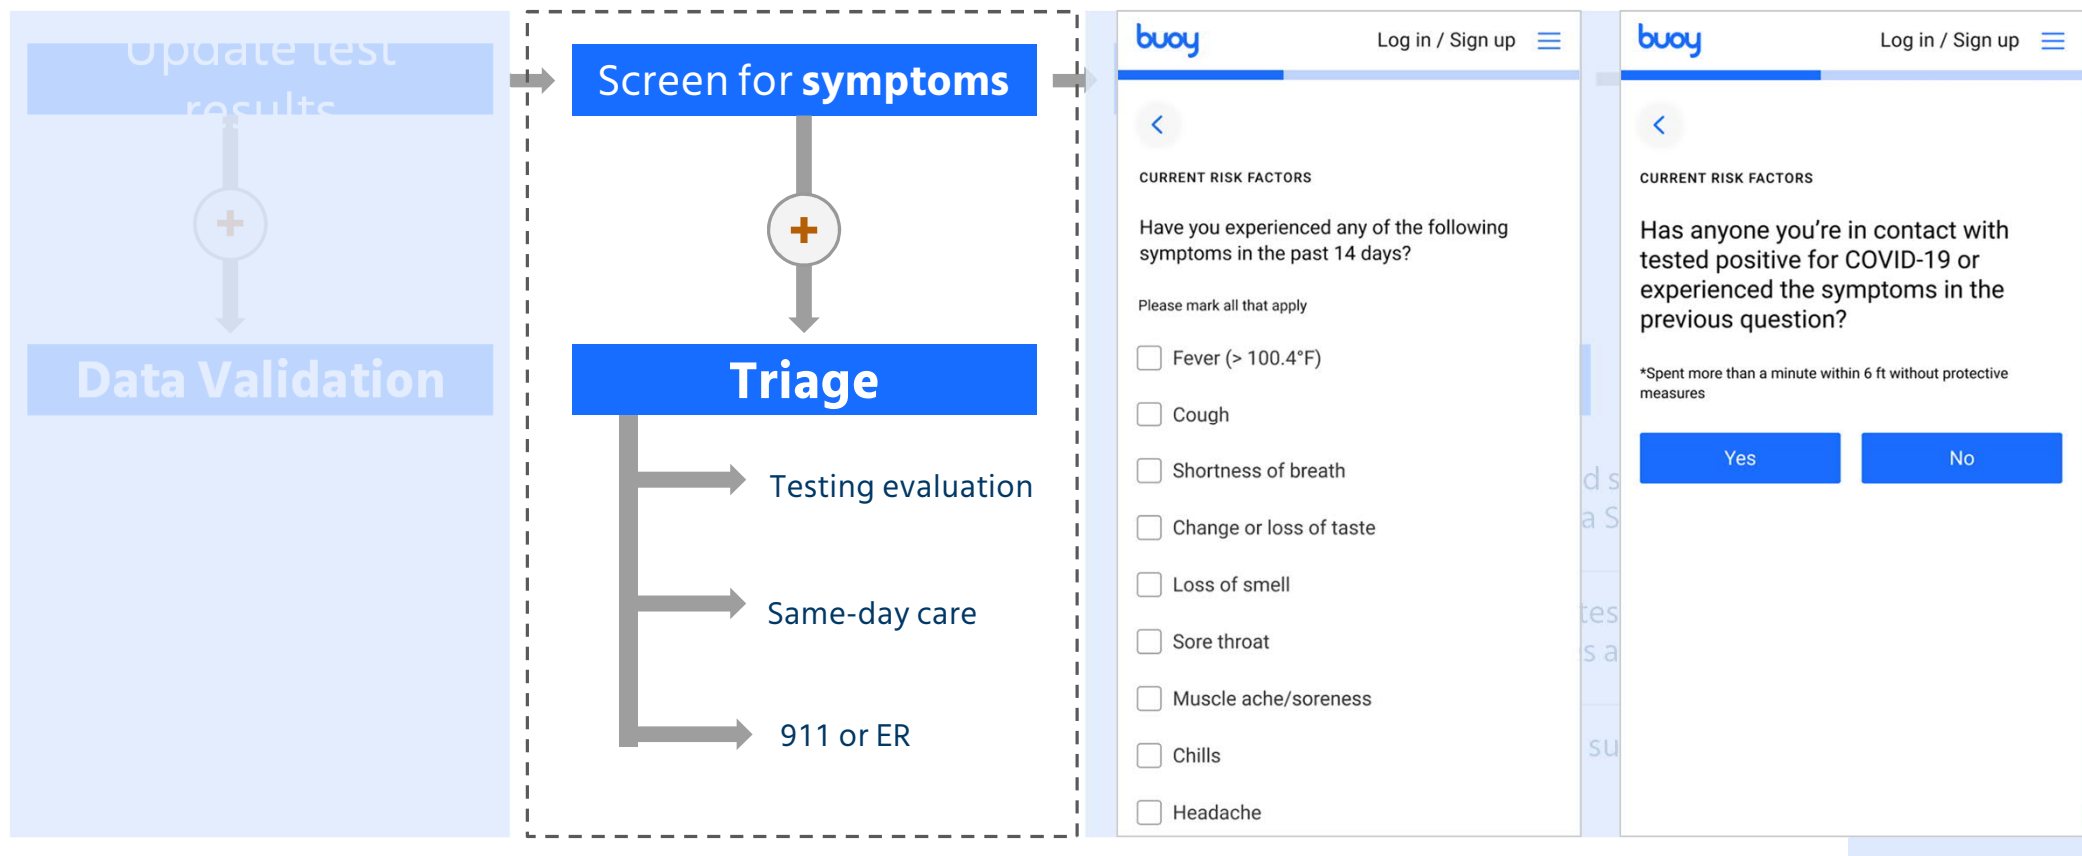 Update test
results
Data Validation
Screen for symptoms
Triage
Testing evaluation
Same-day care
911 or ER
buoy
Log in / Sign up
CURRENT RISK FACTORS
Have you experienced any of the following
symptoms in the past 14 days?
Please mark all that apply
Fever (> 100.4°F)
Cough
Shortness of breath
Change or loss of taste
Loss of smell
Sore throat
Muscle ache/soreness
Chills
Headache
buoy
Log in / Sign up
CURRENT RISK FACTORS
Has anyone you’re in contact with
tested positive for COVID-19 or
experienced the symptoms in the
previous question?
*Spent more than a minute within 6 ft without protective
measures
Yes
No